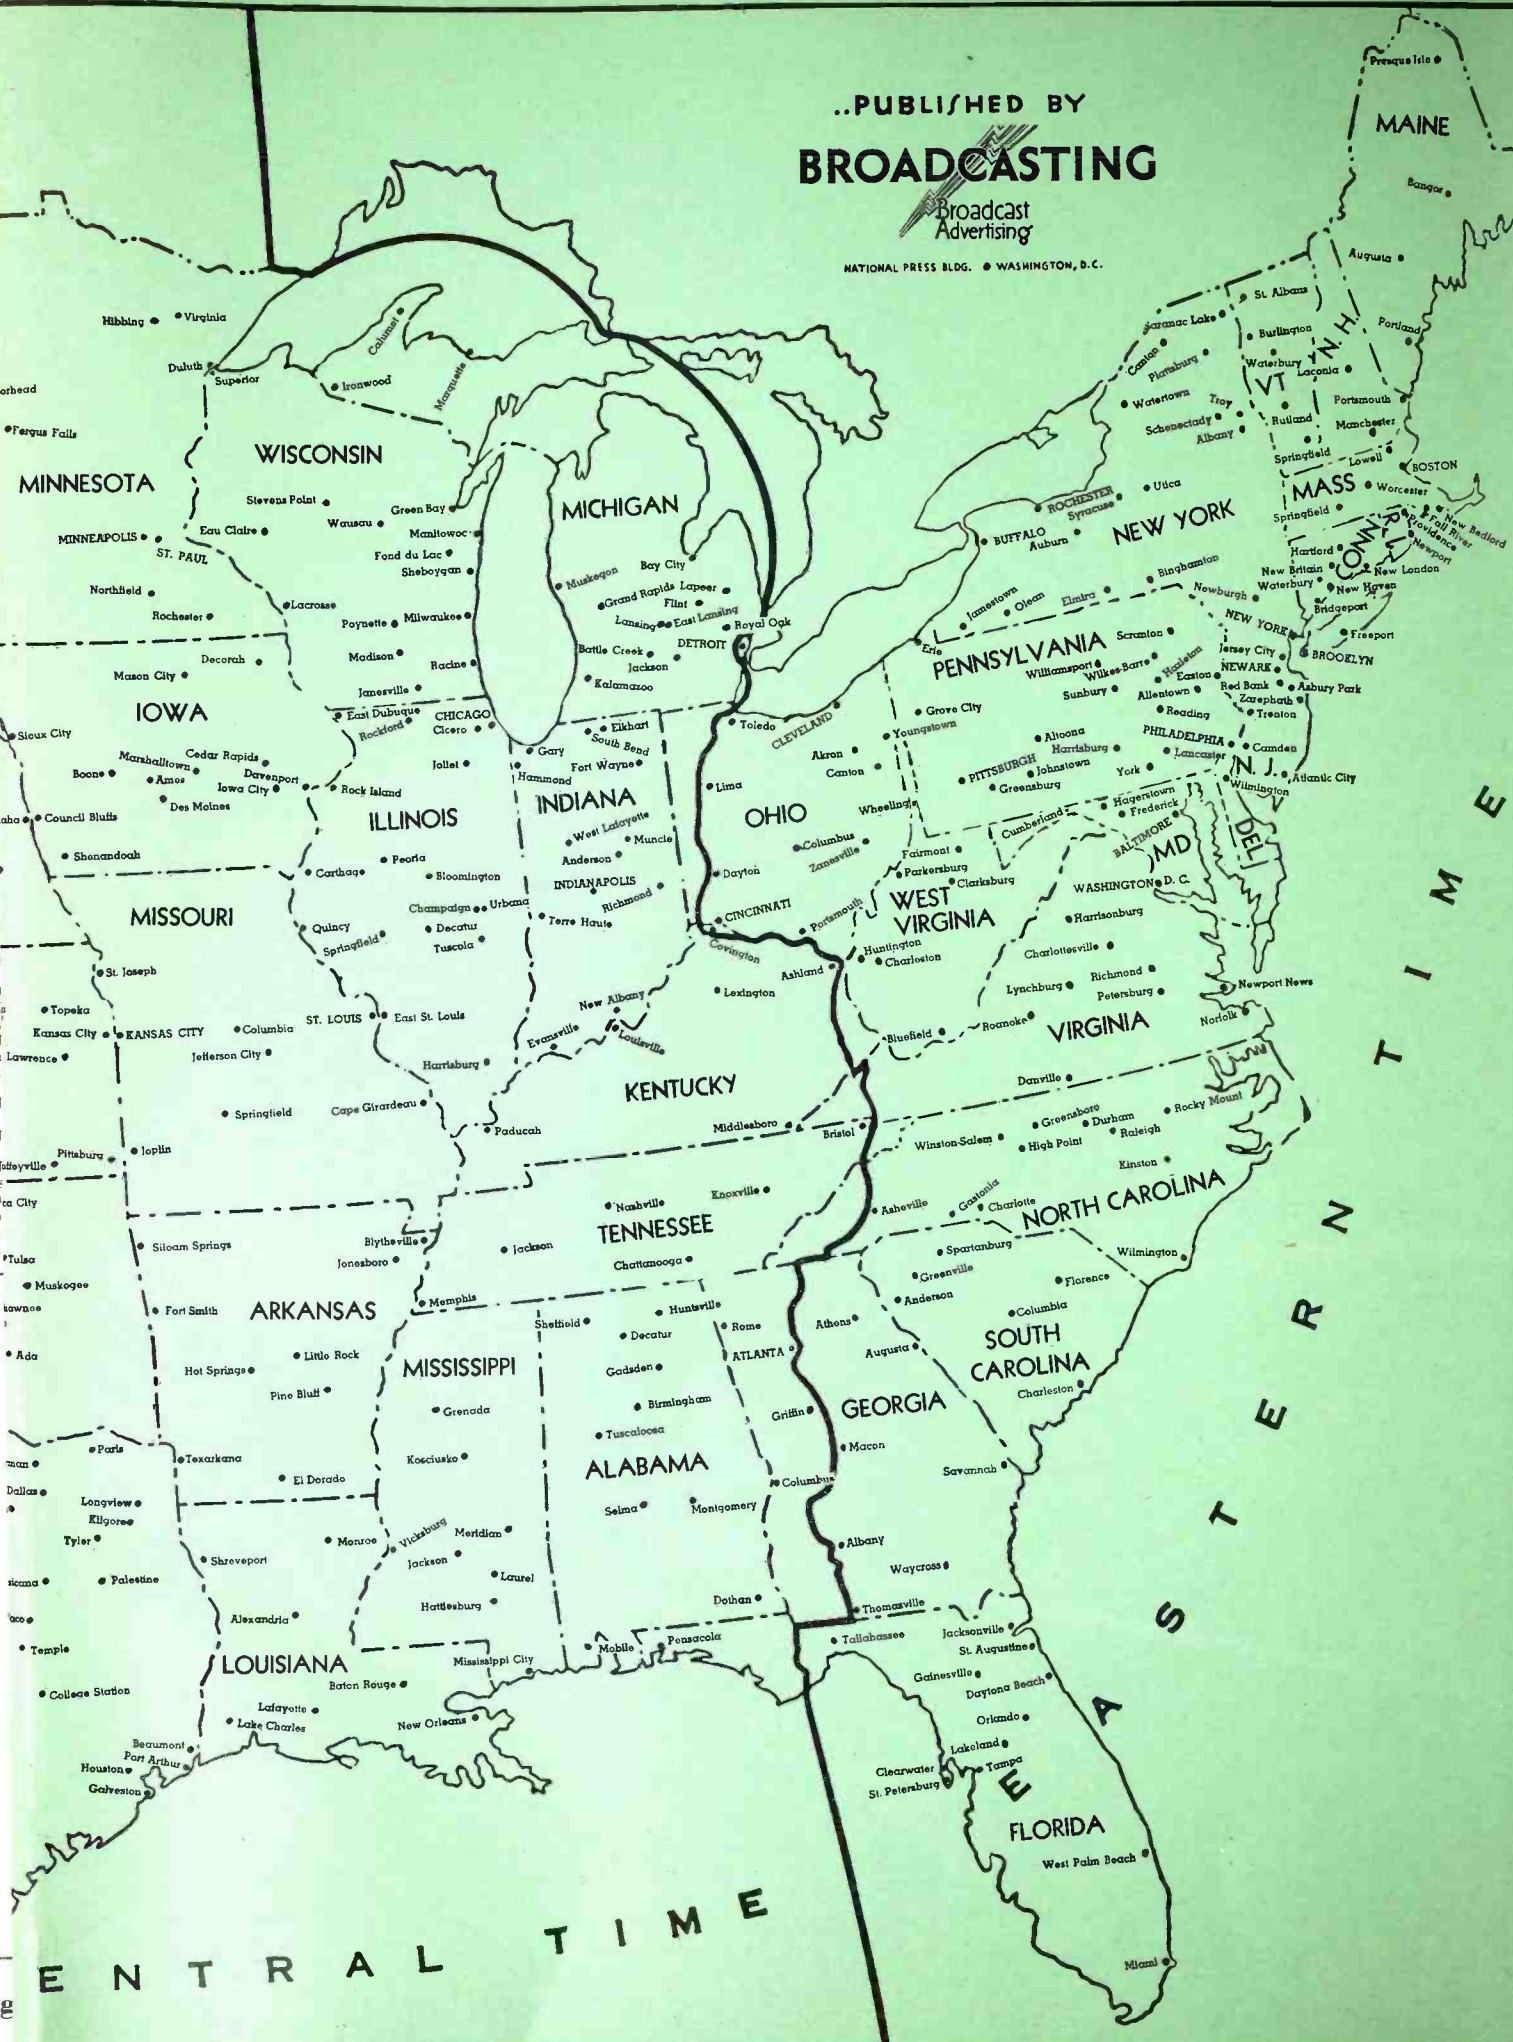 ..PUBLISHED BY
BROADCASTING
Broadcast
Advertising
NATIONAL PRESS BLDG. • WASHINGTON, D.C.
Presque Isle
MAINE
Bangor
Augusta
St. Albans
Saranac Lake
Burlington
Portland
N. H.
Hibbing
Virginia
Calumet
Canton
Plattsburg
Waterbury
Laconia
Duluth
Superior
Ironwood
Marquette
VT
orhead
Watertown
Troy
Portsmouth
Schenectady
Rutland
Manchester
Albany
Fergus Falls
WISCONSIN
Springfield
Lowell
BOSTON
MINNESOTA
MASS
Worcester
Stevens Point
Green Bay
MICHIGAN
Utica
ROCHESTER
Syracuse
Springfield
New Bedford
Fall River
Providence
Newport
Wausau
Eau Claire
Manitowoc
NEW YORK
R. I.
CONN
MINNEAPOLIS
ST. PAUL
BUFFALO
Auburn
Hartford
Fond du Lac
Sheboygan
Bay City
Muskegon
Binghamton
New Britain
New London
Northfield
Grand Rapids
Lapeer
Elmira
Newburgh
Waterbury
New Haven
Lacrosse
Flint
Jamestown
Olean
Bridgeport
Rochester
Poynette
Milwaukee
Lansing
East Lansing
Royal Oak
NEW YORK
Freeport
DETROIT
Erie
PENNSYLVANIA
Scranton
Jersey City
BROOKLYN
Decorah
Madison
Racine
Battle Creek
Jackson
Williamsport
Wilkes-Barre
Hazleton
Easton
NEWARK
Mason City
Janesville
Kalamazoo
Sunbury
Allentown
Red Bank
Asbury Park
Zarephath
IOWA
East Dubuque
CHICAGO
Grove City
Reading
Trenton
Rockford
Cicero
Elkhart
Toledo
CLEVELAND
Youngstown
Sioux City
South Bend
Altoona
PHILADELPHIA
Camden
Marshalltown
Cedar Rapids
Gary
Akron
Harrisburg
Lancaster
Boone
Ames
Davenport
Joliet
Fort Wayne
Canton
PITTSBURGH
Johnstown
York
N. J.
Atlantic City
Iowa City
Hammond
Greensburg
Wilmington
Des Moines
Rock Island
INDIANA
Lima
Wheeling
Hagerstown
aha
Council Bluffs
ILLINOIS
OHIO
Cumberland
Frederick
BALTIMORE
MD
DEL
West Lafayette
Muncie
Columbus
Zanesville
Fairmont
Shenandoah
Peoria
Anderson
Parkersburg
Carthage
Bloomington
INDIANAPOLIS
Dayton
Clarksburg
WASHINGTON D. C.
Champaign
Urbana
Richmond
WEST
VIRGINIA
MISSOURI
Terre Haute
CINCINNATI
Portsmouth
Harrisonburg
Quincy
Decatur
Springfield
Tuscola
Covington
Huntington
Charleston
Charlottesville
St. Joseph
Ashland
Richmond
Lexington
Lynchburg
Petersburg
Newport News
Topeka
New Albany
ST. LOUIS
East St. Louis
Norfolk
Kansas City
KANSAS CITY
Columbia
Evansville
Louisville
Bluefield
Roanoke
VIRGINIA
Lawrence
Jefferson City
Harrisburg
KENTUCKY
Danville
Springfield
Cape Girardeau
Rocky Mount
Paducah
Middlesboro
Bristol
Greensboro
Durham
Winston-Salem
High Point
Raleigh
Pittsburg
Joplin
offeyville
Kinston
ca City
Nashville
Knoxville
Asheville
Gastonia
Charlotte
NORTH CAROLINA
TENNESSEE
Siloam Springs
Blytheville
Jackson
Spartanburg
Wilmington
Tulsa
Jonesboro
Chattanooga
Greenville
Muskogee
Florence
awnee
Fort Smith
ARKANSAS
Memphis
Huntsville
Anderson
Columbia
Sheffield
Decatur
Rome
Athens
SOUTH
CAROLINA
Ada
Little Rock
ATLANTA
Augusta
Hot Springs
MISSISSIPPI
Gadsden
Pine Bluff
Charleston
Grenada
Birmingham
Griffin
GEORGIA
Tuscaloosa
Paris
Macon
Texarkana
Kosciusko
ALABAMA
Savannah
man
El Dorado
Columbus
Dallas
Longview
Selma
Montgomery
Kilgore
Tyler
Monroe
Vicksburg
Meridian
Albany
Shreveport
Jackson
Waycross
sicana
Palestine
Laurel
Dothan
Thomasville
aco
Alexandria
Hattiesburg
Temple
Mobile
Pensacola
Tallahassee
Jacksonville
St. Augustine
LOUISIANA
Mississippi City
Gainesville
Daytona Beach
College Station
Baton Rouge
Lafayette
Lake Charles
New Orleans
Orlando
Beaumont
Port Arthur
Lakeland
Houston
Clearwater
Tampa
Galveston
St. Petersburg
FLORIDA
West Palm Beach
Miami
ENTRAL TIME
EASTERN TIME
g